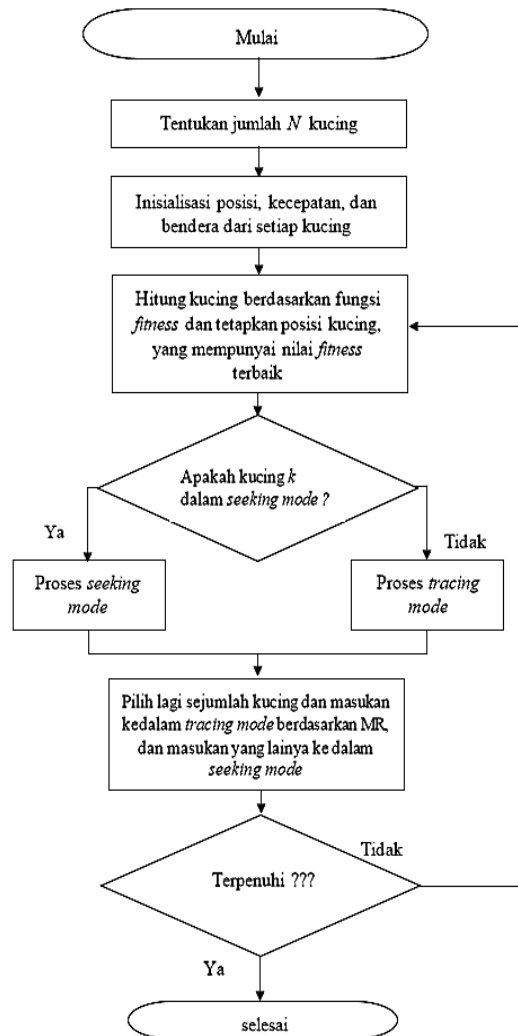 Mulai
Tentukan jumlah N kucing
Inisialisasi posisi, kecepatan, dan
bendera dari setiap kucing
Hitung kucing berdasarkan fungsi
fitness dan tetapkan posisi kucing,
yang mempunyai nilai fitness
terbaik
Apakah kucing k
dalam seeking mode ?
Ya
Tidak
Proses seeking
mode
Proses tracing
mode
Pilih lagi sejumlah kucing dan masukan
kedalam tracing mode berdasarkan MR,
dan masukan yang lainya ke dalam
seeking mode
Tidak
Terpenuhi ???
Ya
selesai